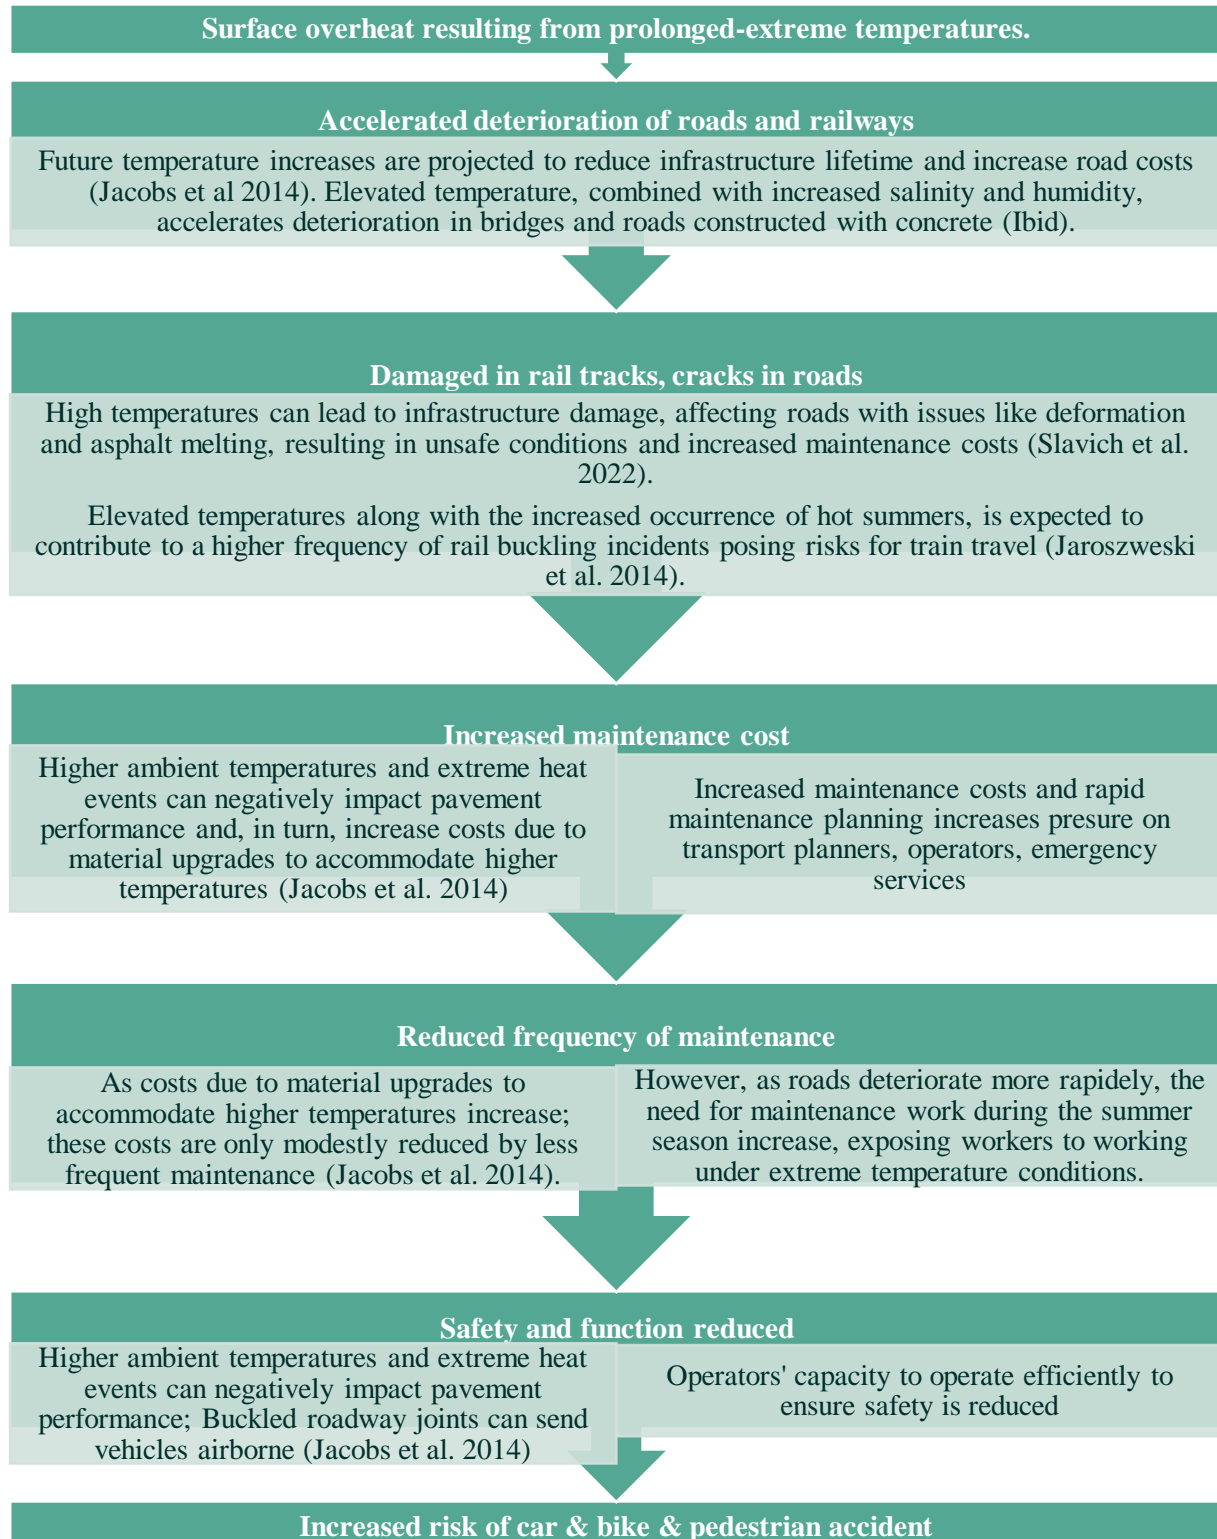 Surface overheat resulting from prolonged-extreme temperatures.
Accelerated deterioration of roads and railways
Future temperature increases are projected to reduce infrastructure lifetime and increase road costs
(Jacobs et al 2014). Elevated temperature, combined with increased salinity and humidity,
accelerates deterioration in bridges and roads constructed with concrete (Ibid).
Damaged in rail tracks, cracks in roads
High temperatures can lead to infrastructure damage, affecting roads with issues like deformation
and asphalt melting, resulting in unsafe conditions and increased maintenance costs (Slavich et al.
2022).
Elevated temperatures along with the increased occurrence of hot summers, is expected to
contribute to a higher frequency of rail buckling incidents posing risks for train travel (Jaroszweski
et al. 2014).
Increased maintenance cost
Higher ambient temperatures and extreme heat
events can negatively impact pavement
performance and, in turn, increase costs due to
material upgrades to accommodate higher
temperatures (Jacobs et al. 2014)
Increased maintenance costs and rapid
maintenance planning increases presure on
transport planners, operators, emergency
services
Reduced frequency of maintenance
As costs due to material upgrades to
accommodate higher temperatures increase;
these costs are only modestly reduced by less
frequent maintenance (Jacobs et al. 2014).
However, as roads deteriorate more rapidly, the
need for maintenance work during the summer
season increase, exposing workers to working
under extreme temperature conditions.
Safety and function reduced
Higher ambient temperatures and extreme heat
events can negatively impact pavement
performance; Buckled roadway joints can send
vehicles airborne (Jacobs et al. 2014)
Operators' capacity to operate efficiently to
ensure safety is reduced
Increased risk of car & bike & pedestrian accident